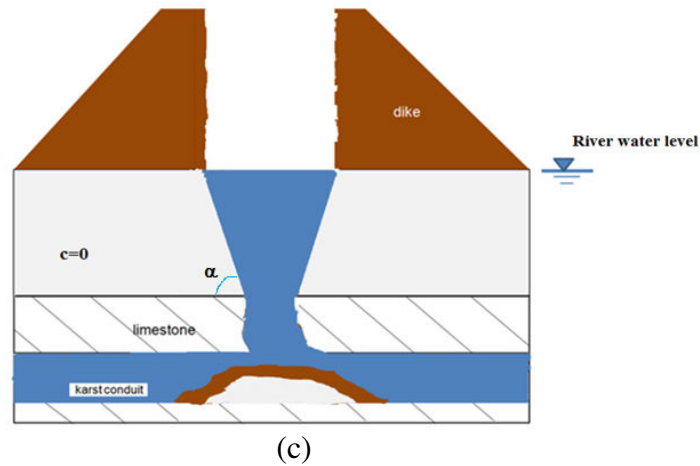 dike
River water level
c=0
α
limestone
karst conduit
(c)